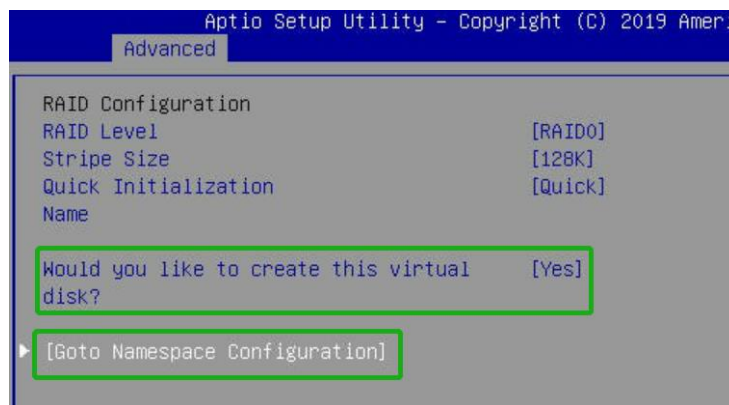 Aptio Setup Utility – Copyright (C) 2019 Amer
Advanced
RAID Configuration
RAID Level [RAID0]
Stripe Size [128K]
Quick Initialization [Quick]
Name
Would you like to create this virtual [Yes]
disk?
[Goto Namespace Configuration]